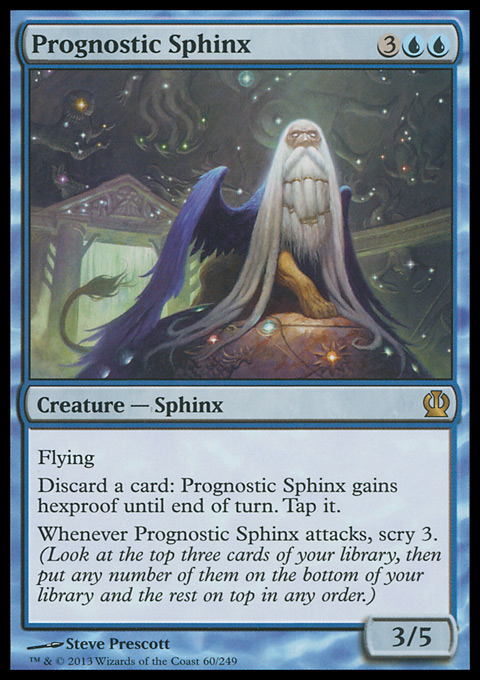 Prognostic Sphinx 3
Creature — Sphinx
Flying
Discard a card: Prognostic Sphinx gains
hexproof until end of turn. Tap it.
Whenever Prognostic Sphinx attacks, scry 3.
(Look at the top three cards of your library, then
put any number of them on the bottom of your
library and the rest on top in any order.)
3/5
Steve Prescott
™ & © 2013 Wizards of the Coast 60/249